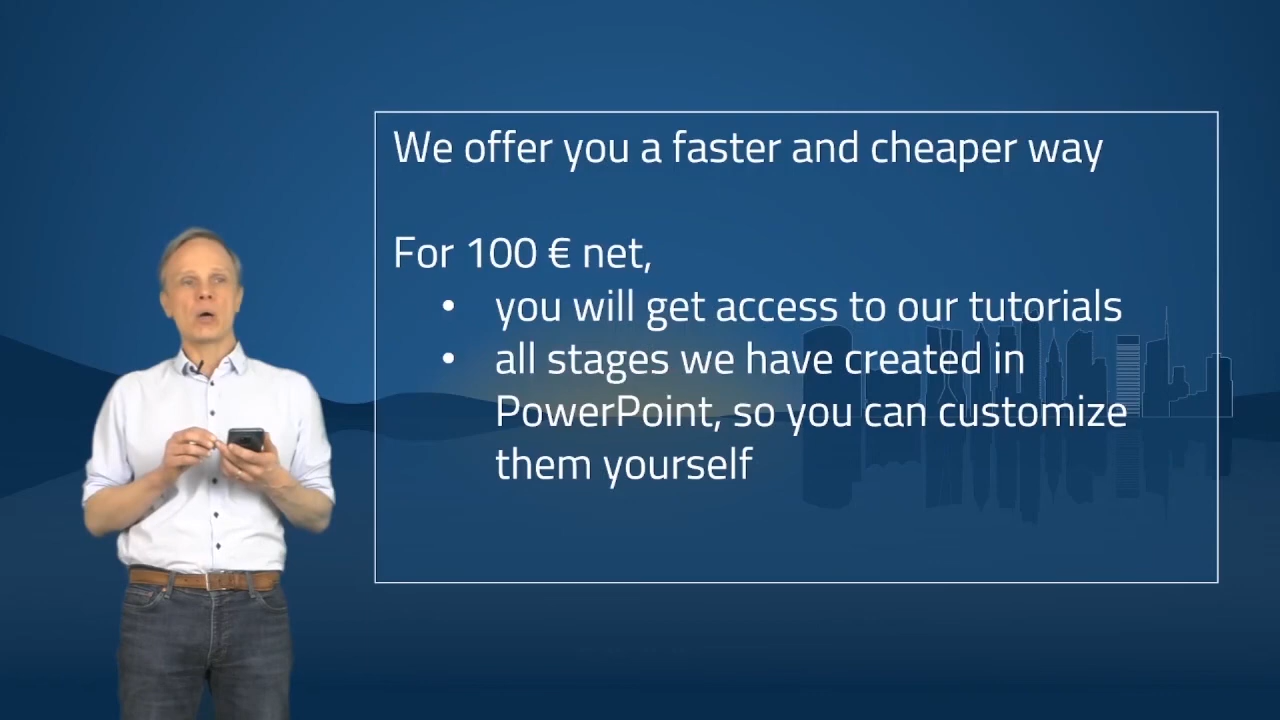 We offer you a faster and cheaper way
For 100 € net,
• you will get access to our tutorials
• all stages we have created in
PowerPoint, so you can customize
them yourself